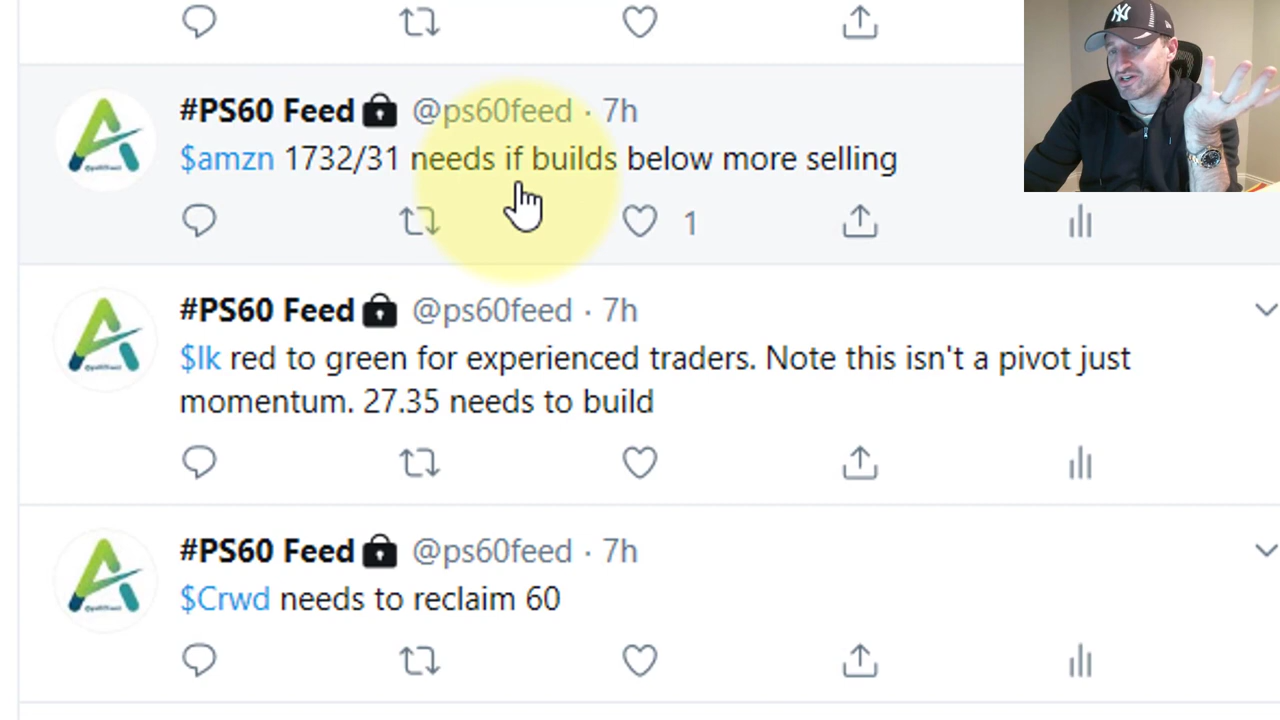 #PS60 Feed @ps60feed · 7h
$amzn 1732/31 needs if builds below more selling
1
#PS60 Feed @ps60feed · 7h
$lk red to green for experienced traders. Note this isn't a pivot just
momentum. 27.35 needs to build
#PS60 Feed @ps60feed · 7h
$Crwd needs to reclaim 60